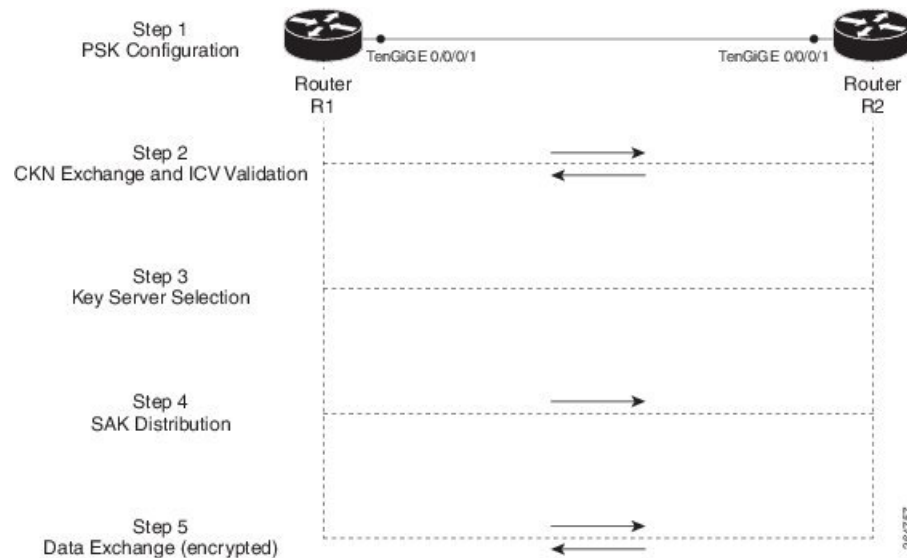 Step 1
PSK Configuration
TenGiGE 0/0/0/1
TenGiGE 0/0/0/1
Router
R1
Router
R2
Step 2
CKN Exchange and ICV Validation
Step 3
Key Server Selection
Step 4
SAK Distribution
Step 5
Data Exchange (encrypted)